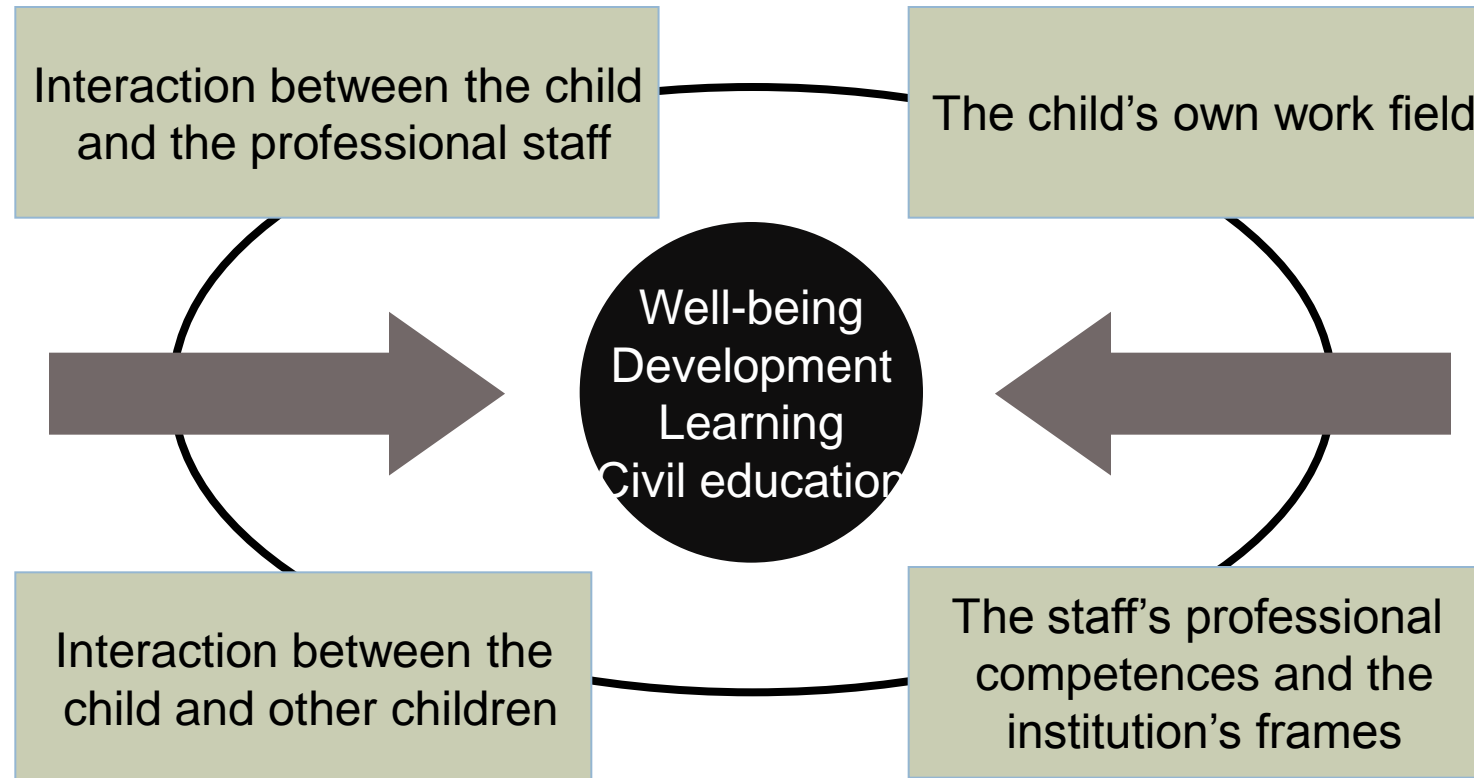 Interaction between the child
and the professional staff
The child’s own work field
Well-being
Development
Learning
Civil education
Interaction between the
child and other children
The staff’s professional
competences and the
institution’s frames